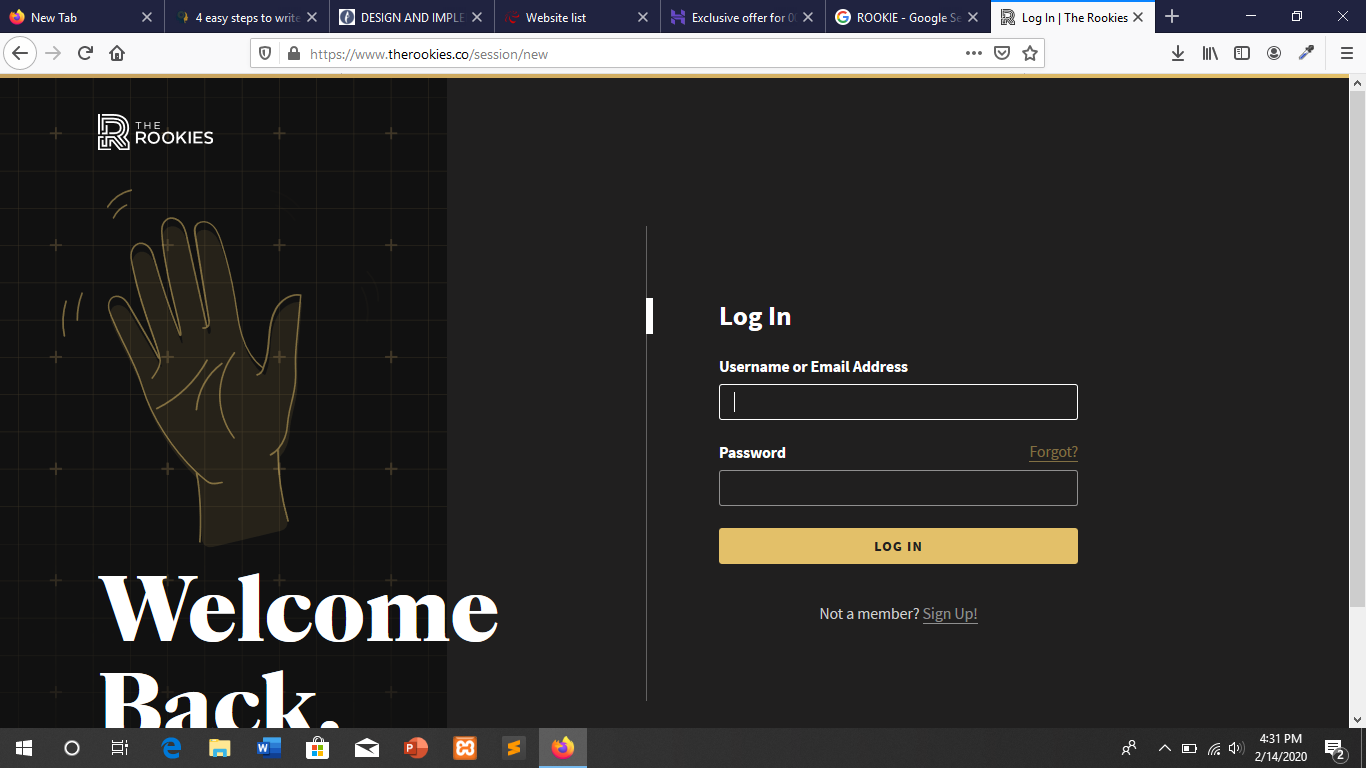 New Tab
4 easy steps to write
DESIGN AND IMPLE
Website list
Exclusive offer for
ROOKIE - Google Se
Log In | The Rookies
https://www.therookies.co/session/new
THE
ROOKIES
Log In
Username or Email Address
Password
Forgot?
LOG IN
Not a member? Sign Up!
Welcome
Back.
4:31 PM
2/14/2020
2